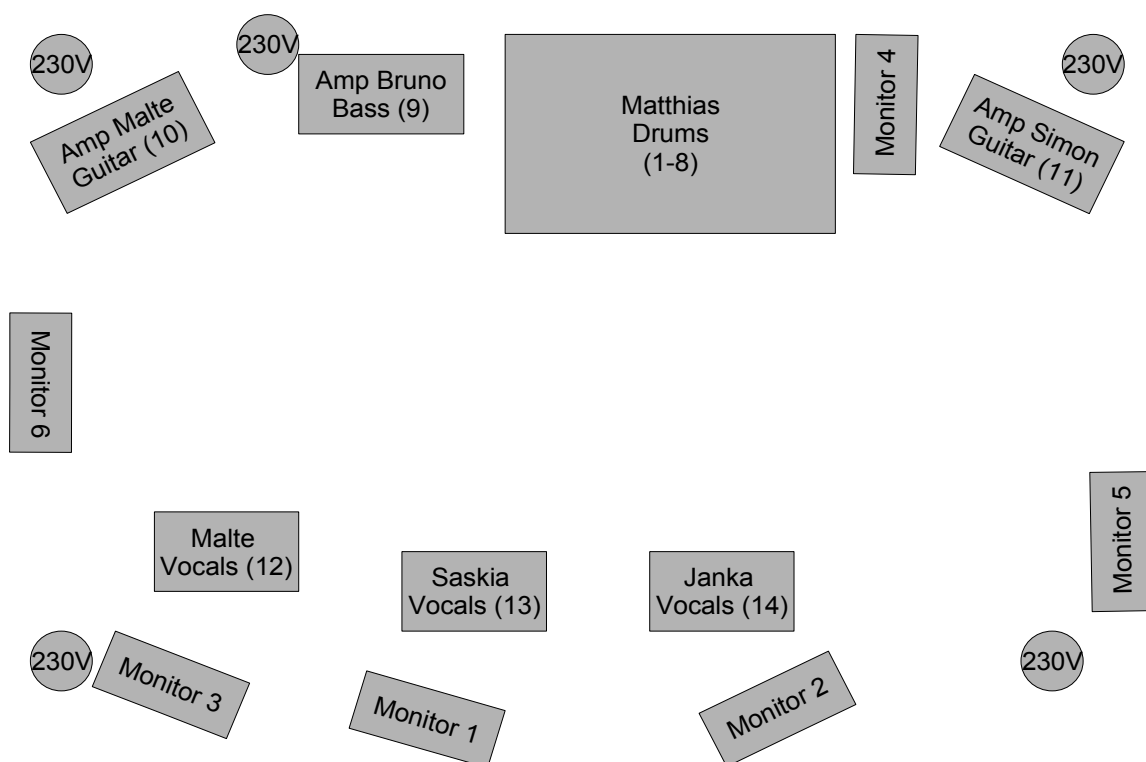 230V
230V
230V
Amp Malte
Guitar (10)
Amp Bruno
Bass (9)
Matthias
Drums
(1-8)
Monitor 4
Amp Simon
Guitar (11)
Monitor 6
Monitor 5
Malte
Vocals (12)
Saskia
Vocals (13)
Janka
Vocals (14)
230V
Monitor 3
Monitor 1
Monitor 2
230V